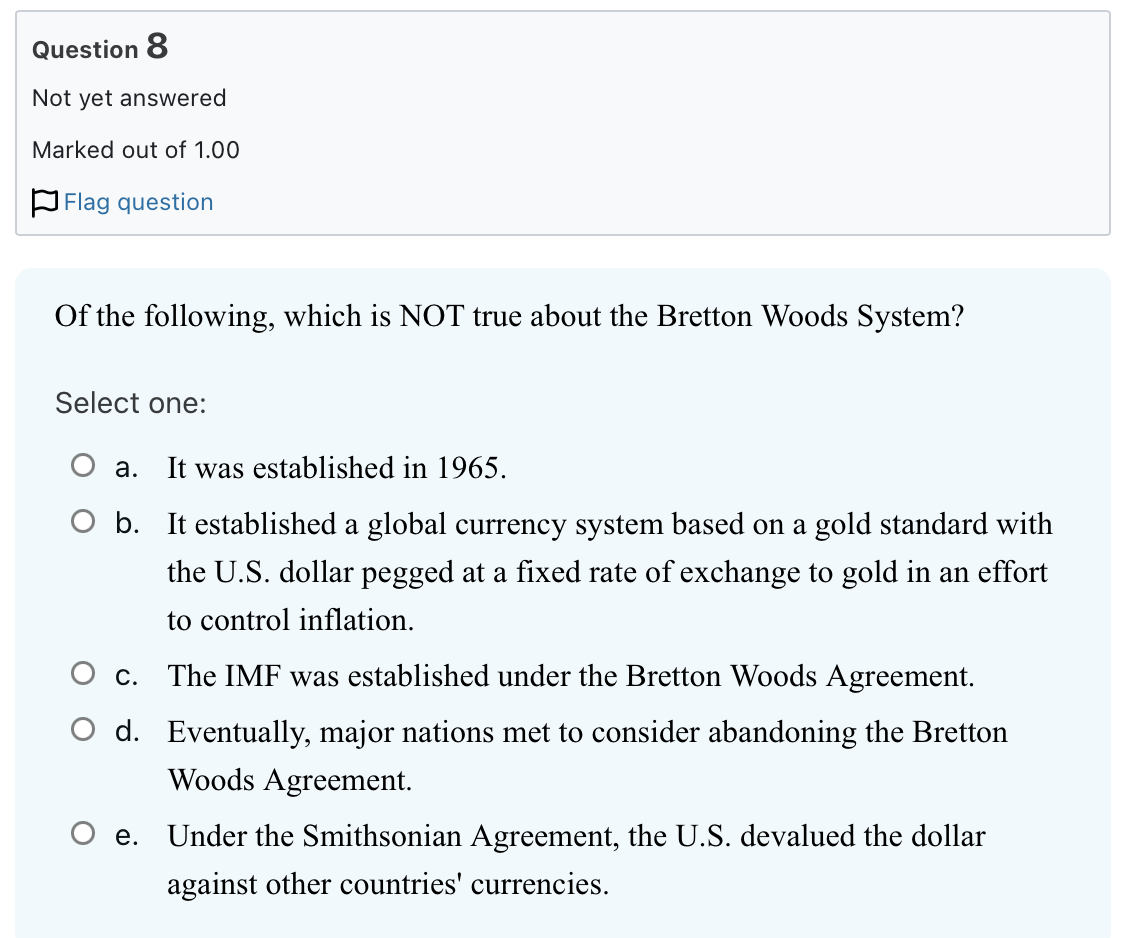 Question 8
Not yet answered
Marked out of 1.00
Flag question
Of the following, which is NOT true about the Bretton Woods System?
Select one:
a. It was established in 1965.
b. It established a global currency system based on a gold standard with
the U.S. dollar pegged at a fixed rate of exchange to gold in an effort
to control inflation.
c. The IMF was established under the Bretton Woods Agreement.
d. Eventually, major nations met to consider abandoning the Bretton
Woods Agreement.
e. Under the Smithsonian Agreement, the U.S. devalued the dollar
against other countries' currencies.